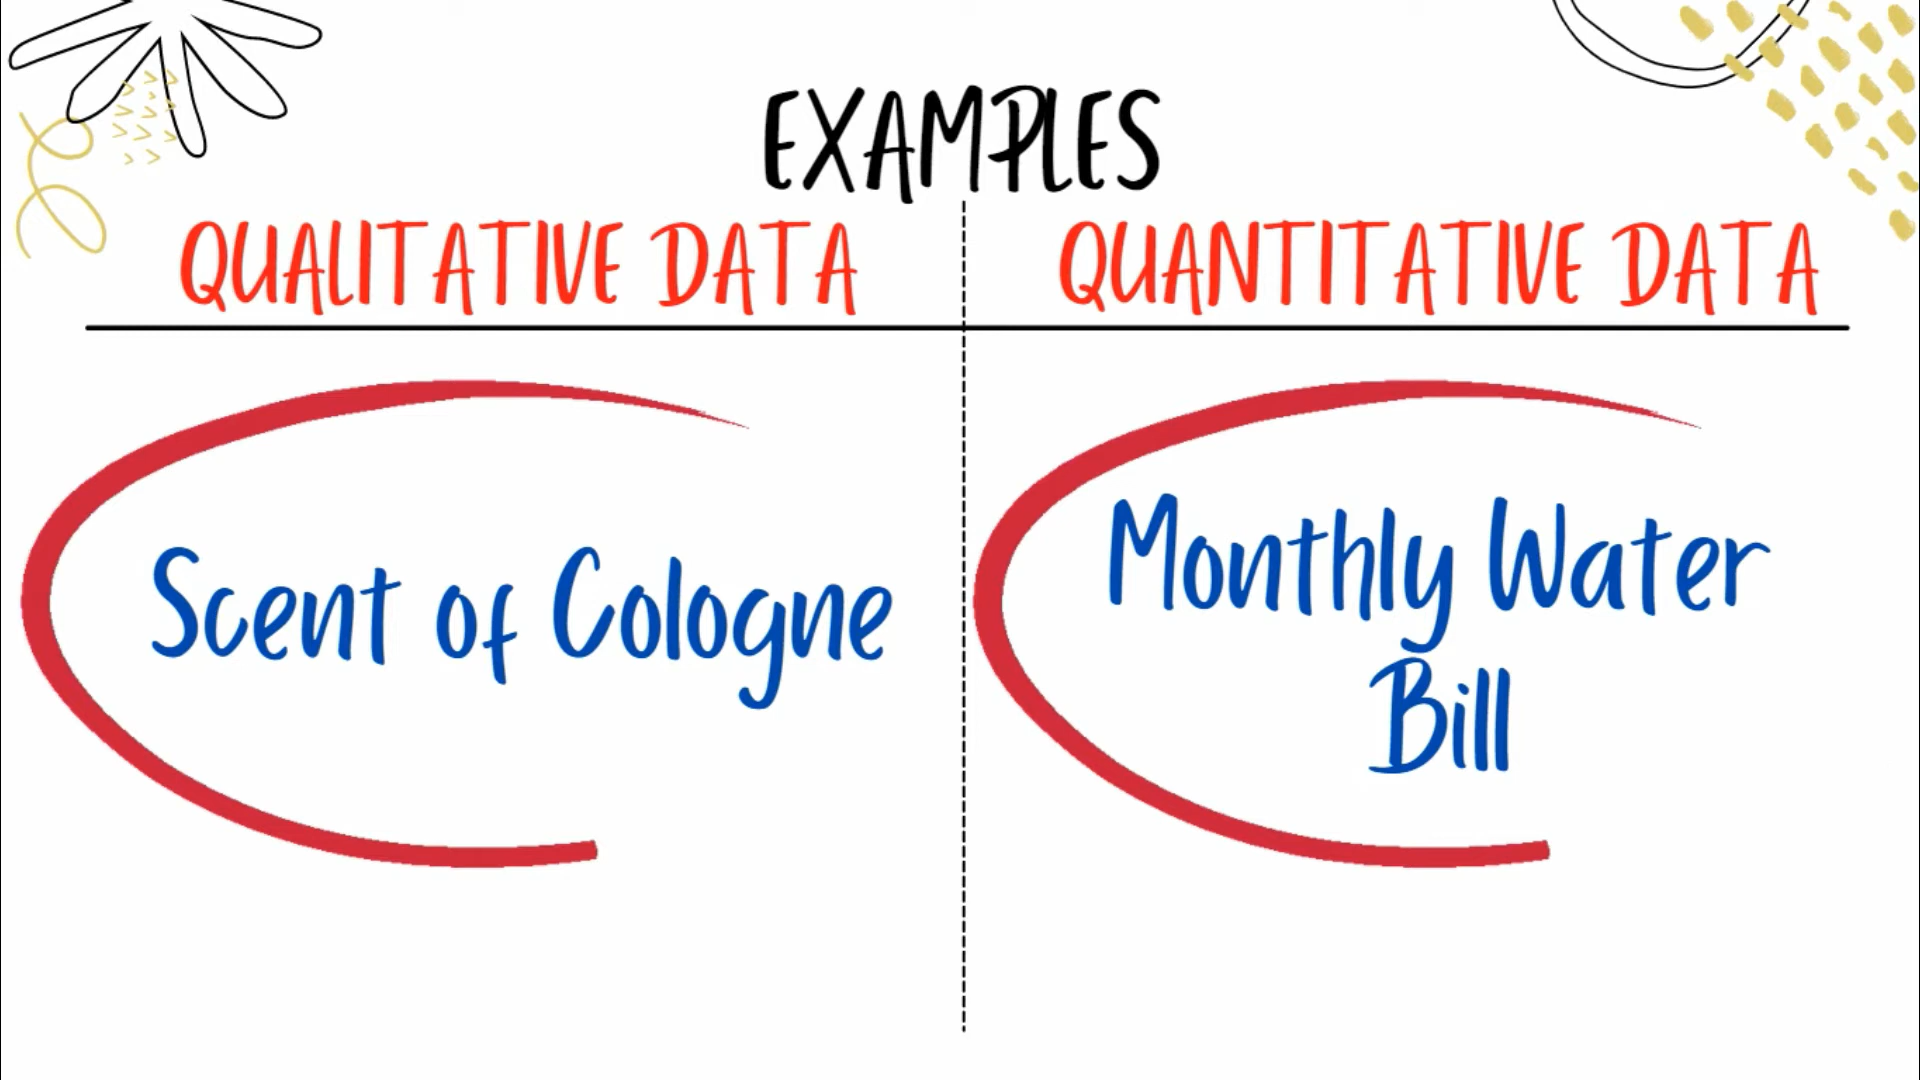 EXAMPLES
QUALITATIVE DATA
QUANTITATIVE DATA
Scent of Cologne
Monthly Water
Bill